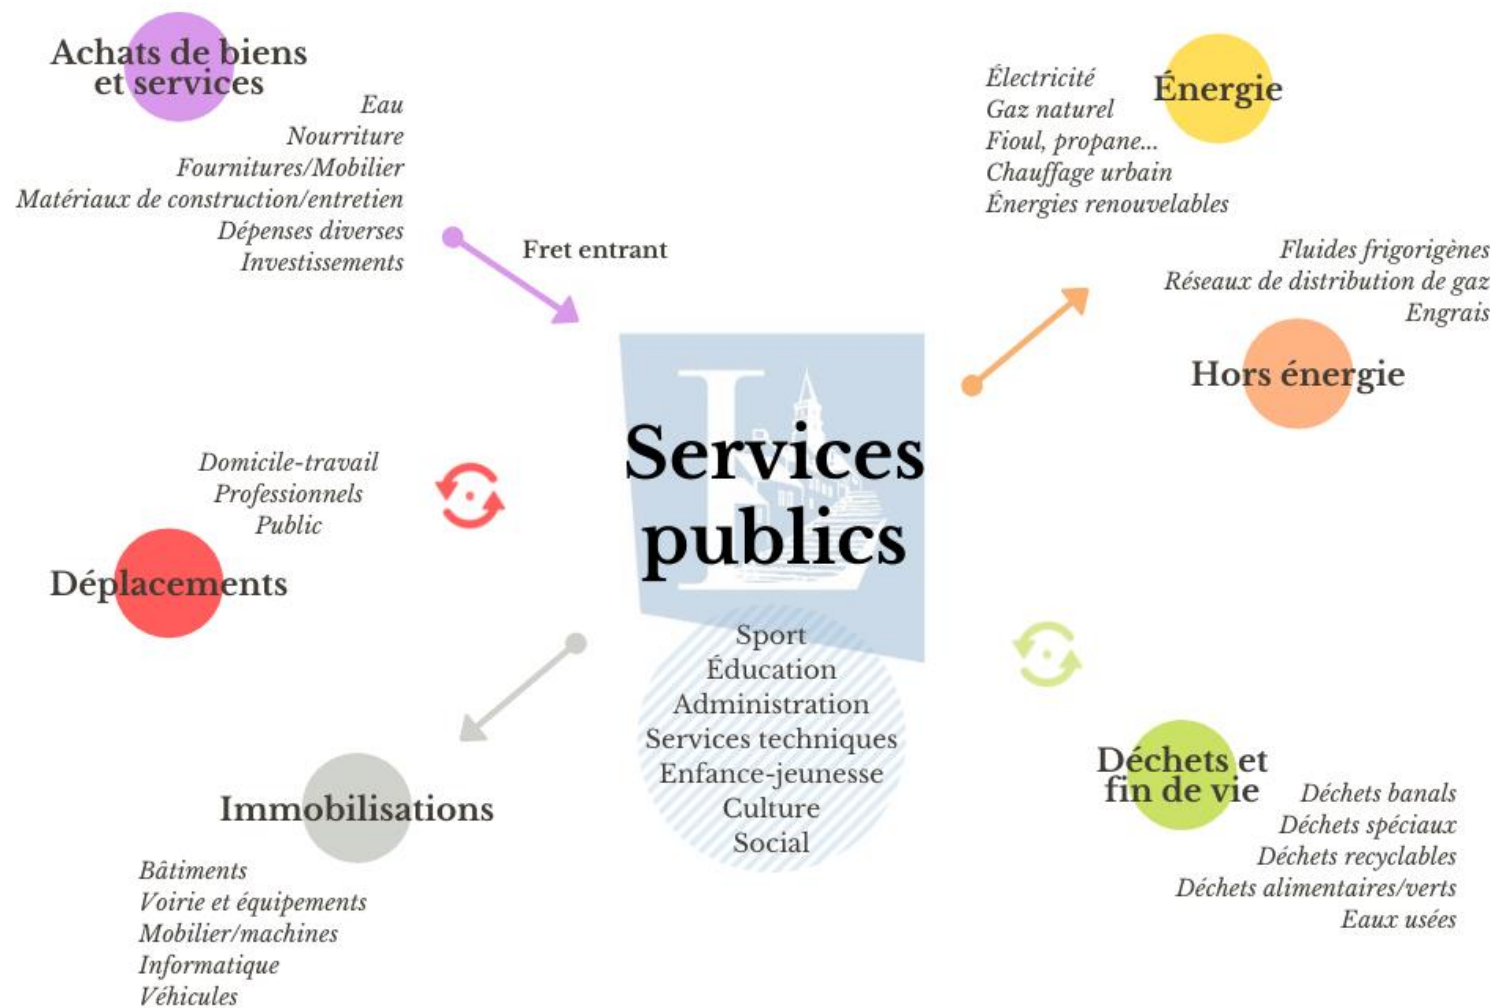 Achats de biens
et services
Eau
Nourriture
Fournitures/Mobilier
Matériaux de construction/entretien
Dépenses diverses
Investissements
Fret entrant
Énergie
Électricité
Gaz naturel
Fioul, propane...
Chauffage urbain
Énergies renouvelables
Fluides frigorigènes
Réseaux de distribution de gaz
Engrais
Hors énergie
Domicile-travail
Professionnels
Public
Déplacements
Services
publics
Sport
Éducation
Administration
Services techniques
Enfance-jeunesse
Culture
Social
Immobilisations
Bâtiments
Voirie et équipements
Mobilier/machines
Informatique
Véhicules
Déchets et
fin de vie
Déchets banals
Déchets spéciaux
Déchets recyclables
Déchets alimentaires/verts
Eaux usées